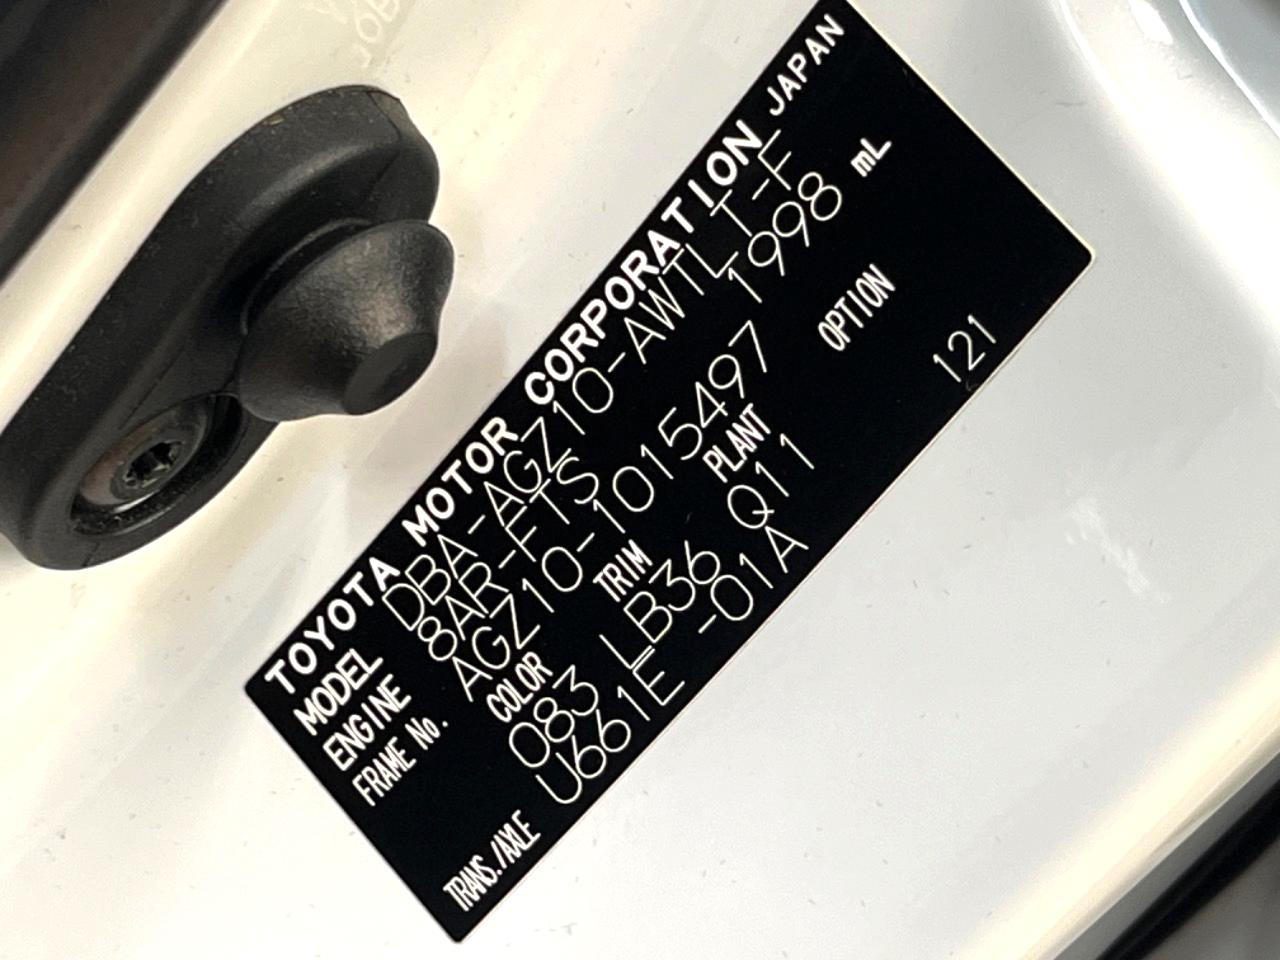 TOYOTA MOTOR CORPORATION JAPAN
MODEL DBA-AGZ10-AWTLT-F
ENGINE 8AR-FTS 1998 mL
FRAME No. AGZ10-1015497
COLOR TRIM PLANT OPTION
083 LB36 Q11 121
TRANS./AXLE U661E -01A